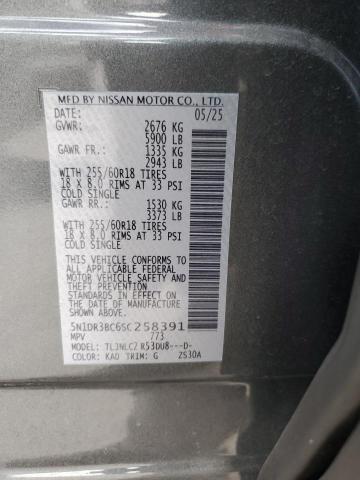 MFD BY NISSAN MOTOR CO., LTD.
DATE: 05/25
GVWR: 2676 KG
5900 LB
GAWR FR.: 1335 KG
2943 LB
WITH 255/60R18 TIRES
18 X 8.0 RIMS AT 33 PSI
COLD SINGLE
GAWR RR.: 1530 KG
3373 LB
WITH 255/60R18 TIRES
18 X 8.0 RIMS AT 33 PSI
COLD SINGLE
THIS VEHICLE CONFORMS TO ALL
APPLICABLE FEDERAL MOTOR
VEHICLE SAFETY AND BUMPER
AND THEFT PREVENTION
STANDARDS IN EFFECT ON THE
DATE OF MANUFACTURE SHOWN
ABOVE.
5N1DR3BC6SC258391
MPV 773
MODEL: TLJNLCZ R53DU8---D-
COLOR: KAD TRIM: G ZS30A